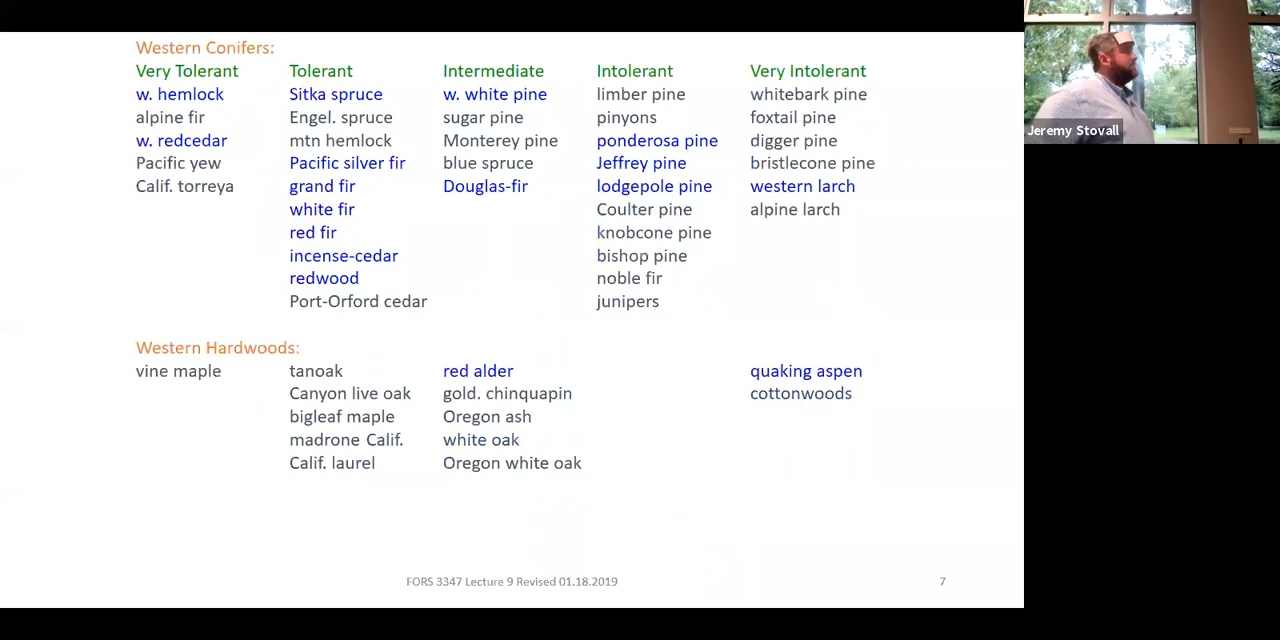 Western Conifers:
Very Tolerant Tolerant Intermediate Intolerant Very Intolerant
w. hemlock Sitka spruce w. white pine limber pine whitebark pine
alpine fir Engel. spruce sugar pine pinyons foxtail pine
w. redcedar mtn hemlock Monterey pine ponderosa pine digger pine
Pacific yew Pacific silver fir blue spruce Jeffrey pine bristlecone pine
Calif. torreya grand fir Douglas-fir lodgepole pine western larch
white fir Coulter pine alpine larch
red fir knobcone pine
incense-cedar bishop pine
redwood noble fir
Port-Orford cedar junipers
Western Hardwoods:
vine maple tanoak red alder quaking aspen
Canyon live oak gold. chinquapin cottonwoods
bigleaf maple Oregon ash
madrone Calif. white oak
Calif. laurel Oregon white oak
FORS 3347 Lecture 9 Revised 01.18.2019 7
Jeremy Stovall